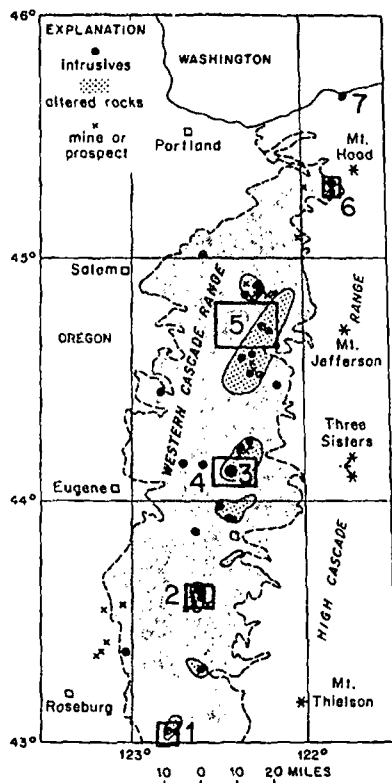 46°
EXPLANATION
intrusives
altered rocks
mine or
prospect
WASHINGTON
Portland
7
Mt.
Hood
6
45°
Salem
5
OREGON
WESTERN CASCADE RANGE
RANGE
Mt.
Jefferson
Three
Sisters
4
3
Eugene
44°
HIGH CASCADE
2
Mt.
Thielson
Roseburg
1
43°
123°
122°
10 0 10 20 MILES